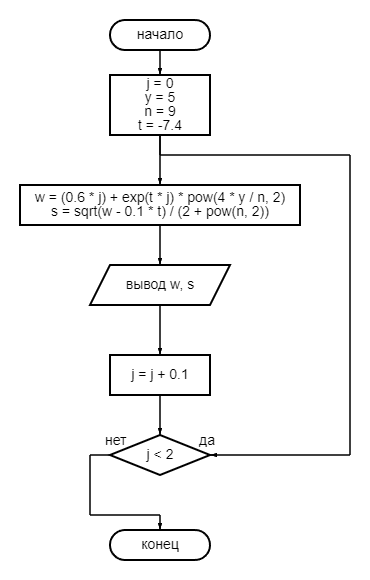 начало
j = 0
y = 5
n = 9
t = -7.4
w = (0.6 * j) + exp(t * j) * pow(4 * y / n, 2)
s = sqrt(w - 0.1 * t) / (2 + pow(n, 2))
вывод w, s
j = j + 0.1
нет
да
j < 2
конец